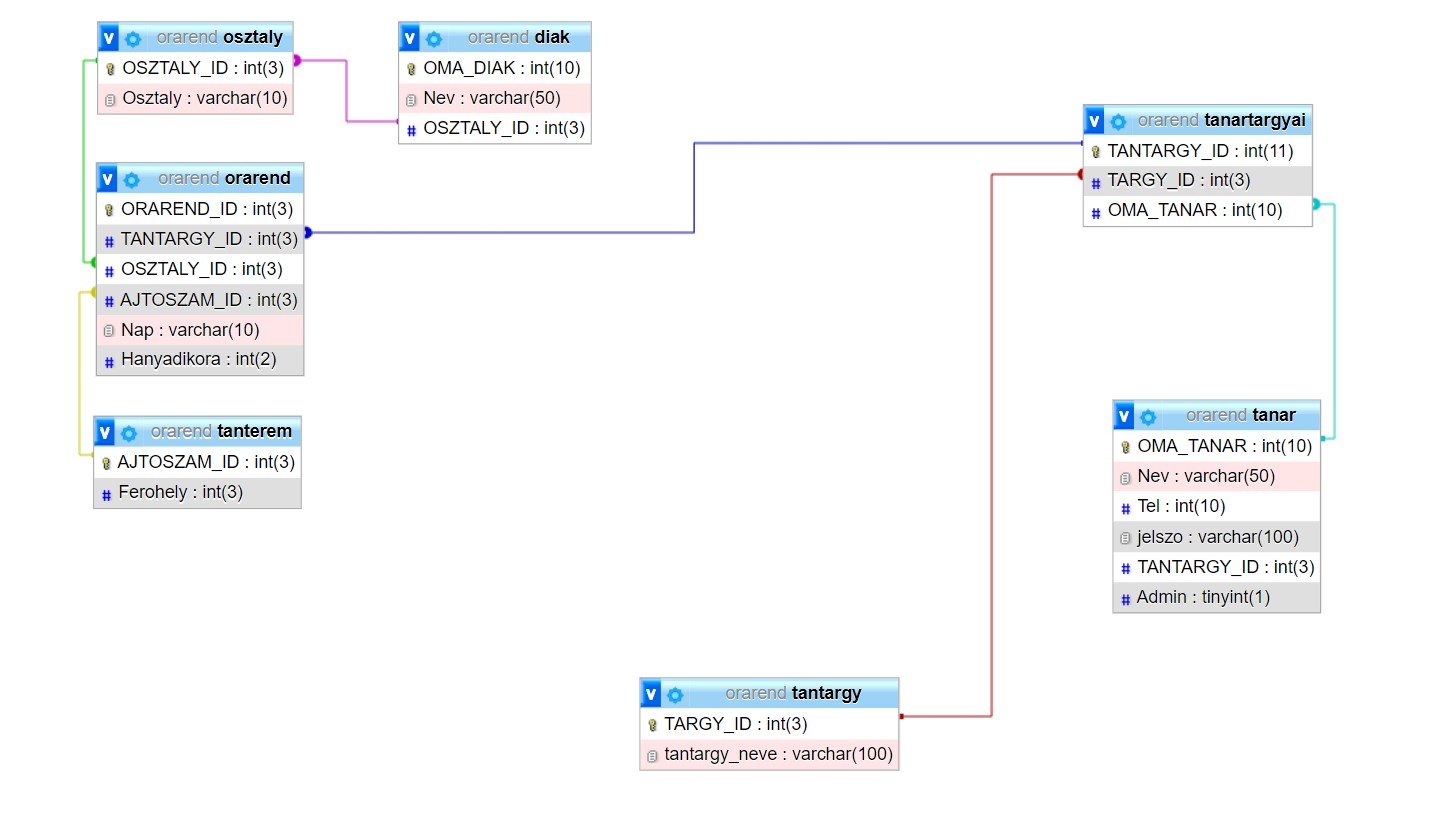 v orarend osztaly
OSZTALY_ID : int(3)
Osztaly : varchar(10)
v orarend diak
OMA_DIAK : int(10)
Nev : varchar(50)
# OSZTALY_ID : int(3)
v orarend tanartargyai
TANTARGY_ID : int(11)
# TARGY_ID : int(3)
# OMA_TANAR : int(10)
v orarend orarend
ORAREND_ID : int(3)
# TANTARGY_ID : int(3)
# OSZTALY_ID : int(3)
# AJTOSZAM_ID : int(3)
Nap : varchar(10)
# Hanyadikora : int(2)
v orarend tanterem
AJTOSZAM_ID : int(3)
# Ferohely : int(3)
v orarend tanar
OMA_TANAR : int(10)
Nev : varchar(50)
# Tel : int(10)
jelszo : varchar(100)
# TANTARGY_ID : int(3)
# Admin : tinyint(1)
v orarend tantargy
TARGY_ID : int(3)
tantargy_neve : varchar(100)